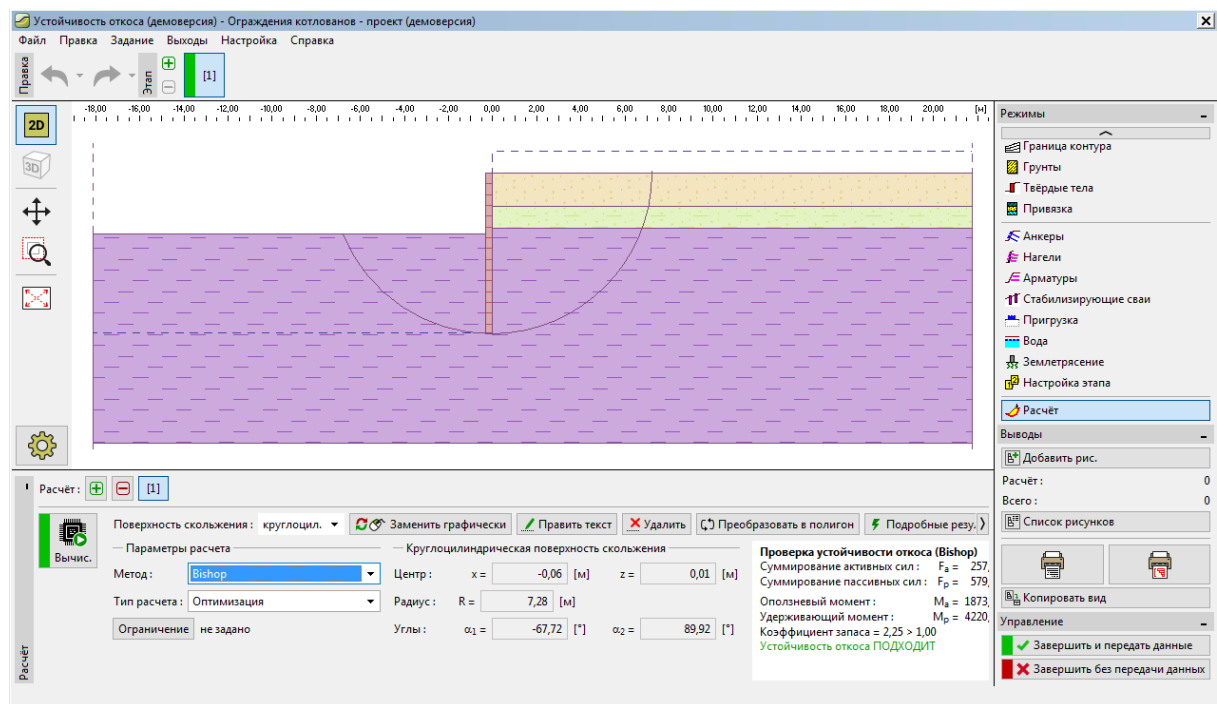 Устойчивость откоса (демоверсия) - Ограждения котлованов - проект (демоверсия)
Файл Правка Задание Выходы Настройка Справка
Правка
Этап
[1]
-18,00 -16,00 -14,00 -12,00 -10,00 -8,00 -6,00 -4,00 -2,00 0,00 2,00 4,00 6,00 8,00 10,00 12,00 14,00 16,00 18,00 20,00 [м]
2D
3D
Режимы
Граница контура
Грунты
Твёрдые тела
Привязка
Анкеры
Нагели
Арматуры
Стабилизирующие сваи
Пригрузка
Вода
Землетрясение
Настройка этапа
Расчёт
Выводы
Добавить рис.
Расчёт : 0
Всего : 0
Список рисунков
Копировать вид
Управление
Завершить и передать данные
Завершить без передачи данных
Расчёт : [1]
Вычис.
Поверхность скольжения : круглоцил. Заменить графически Править текст Удалить Преобразовать в полигон Подробные резу.
Параметры расчета
Метод : Bishop
Тип расчета : Оптимизация
Ограничение не задано
Круглоцилиндрическая поверхность скольжения
Центр : x = -0,06 [м] z = 0,01 [м]
Радиус : R = 7,28 [м]
Углы : α1 = -67,72 [°] α2 = 89,92 [°]
Проверка устойчивости откоса (Bishop)
Суммирование активных сил : Fa = 257,
Суммирование пассивных сил : Fp = 579,
Оползневый момент : Ma = 1873,
Удерживающий момент : Mp = 4220,
Коэффициент запаса = 2,25 > 1,00
Устойчивость откоса ПОДХОДИТ
Расчёт